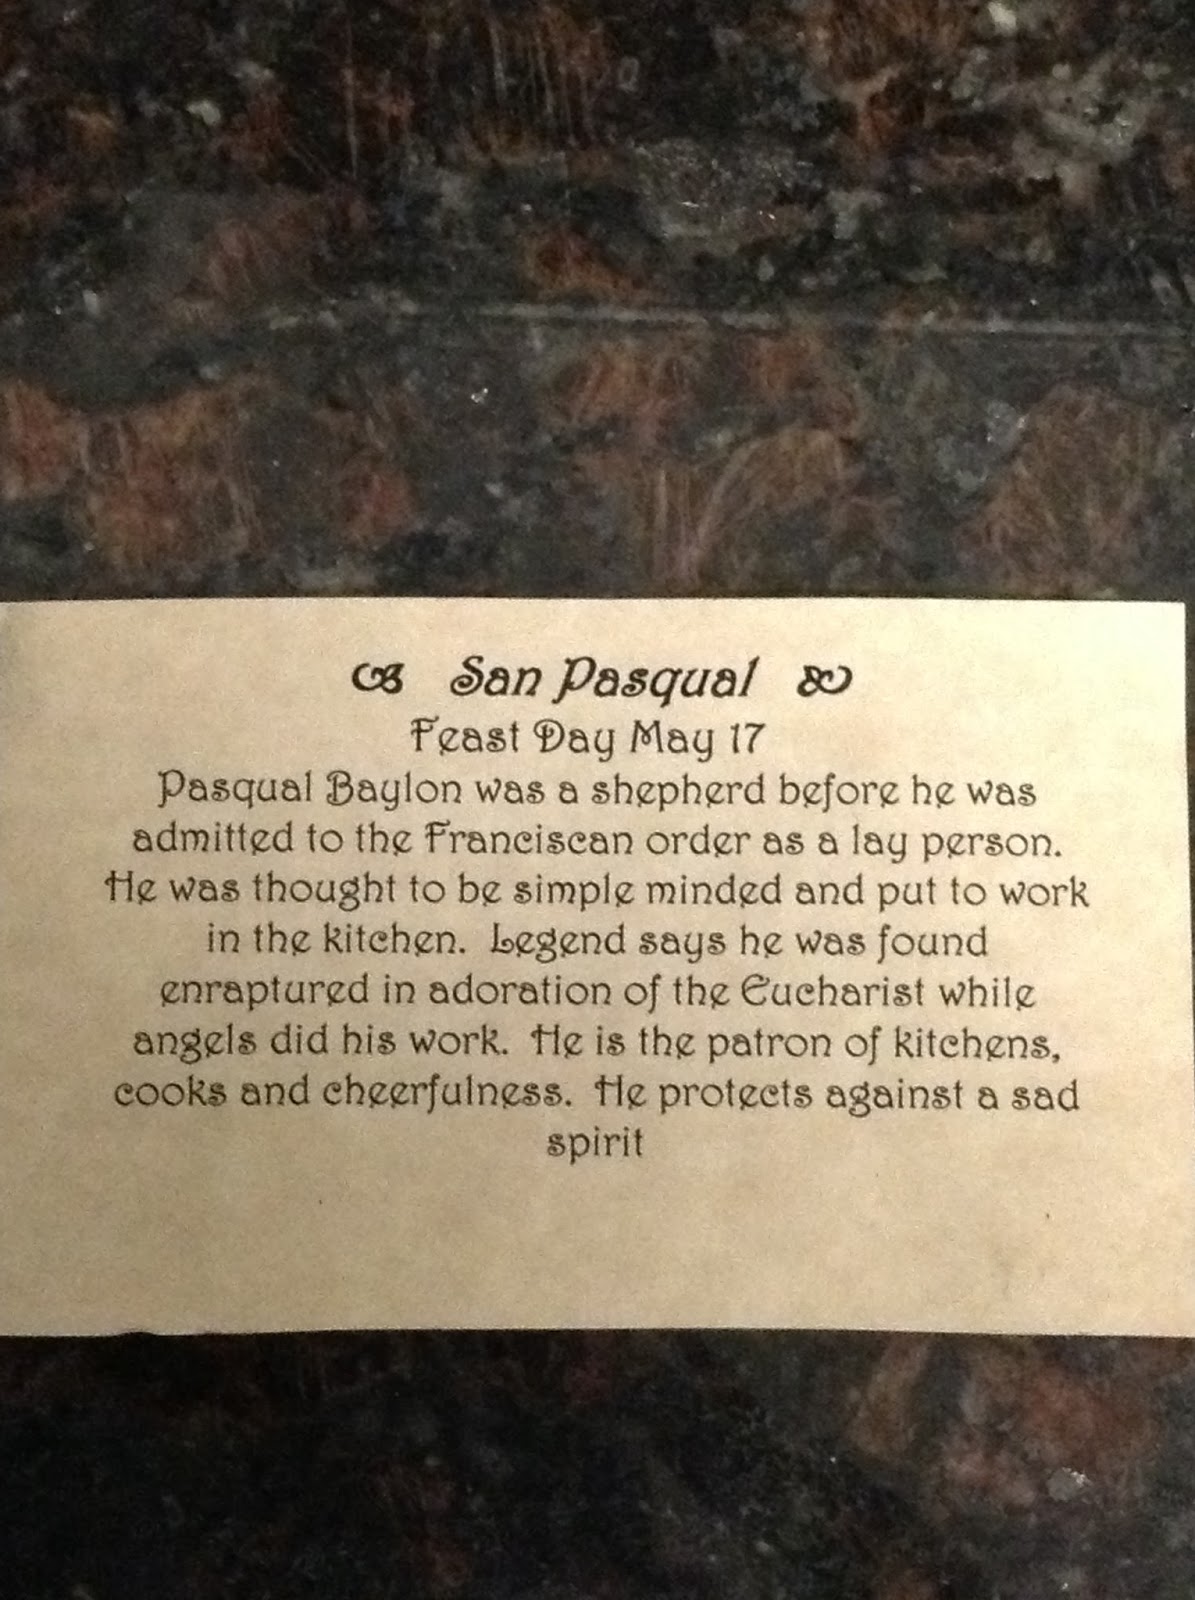 San Pasqual
Feast Day May 17
Pasqual Baylon was a shepherd before he was
admitted to the Franciscan order as a lay person.
He was thought to be simple minded and put to work
in the kitchen. Legend says he was found
enraptured in adoration of the Eucharist while
angels did his work. He is the patron of kitchens,
cooks and cheerfulness. He protects against a sad
spirit